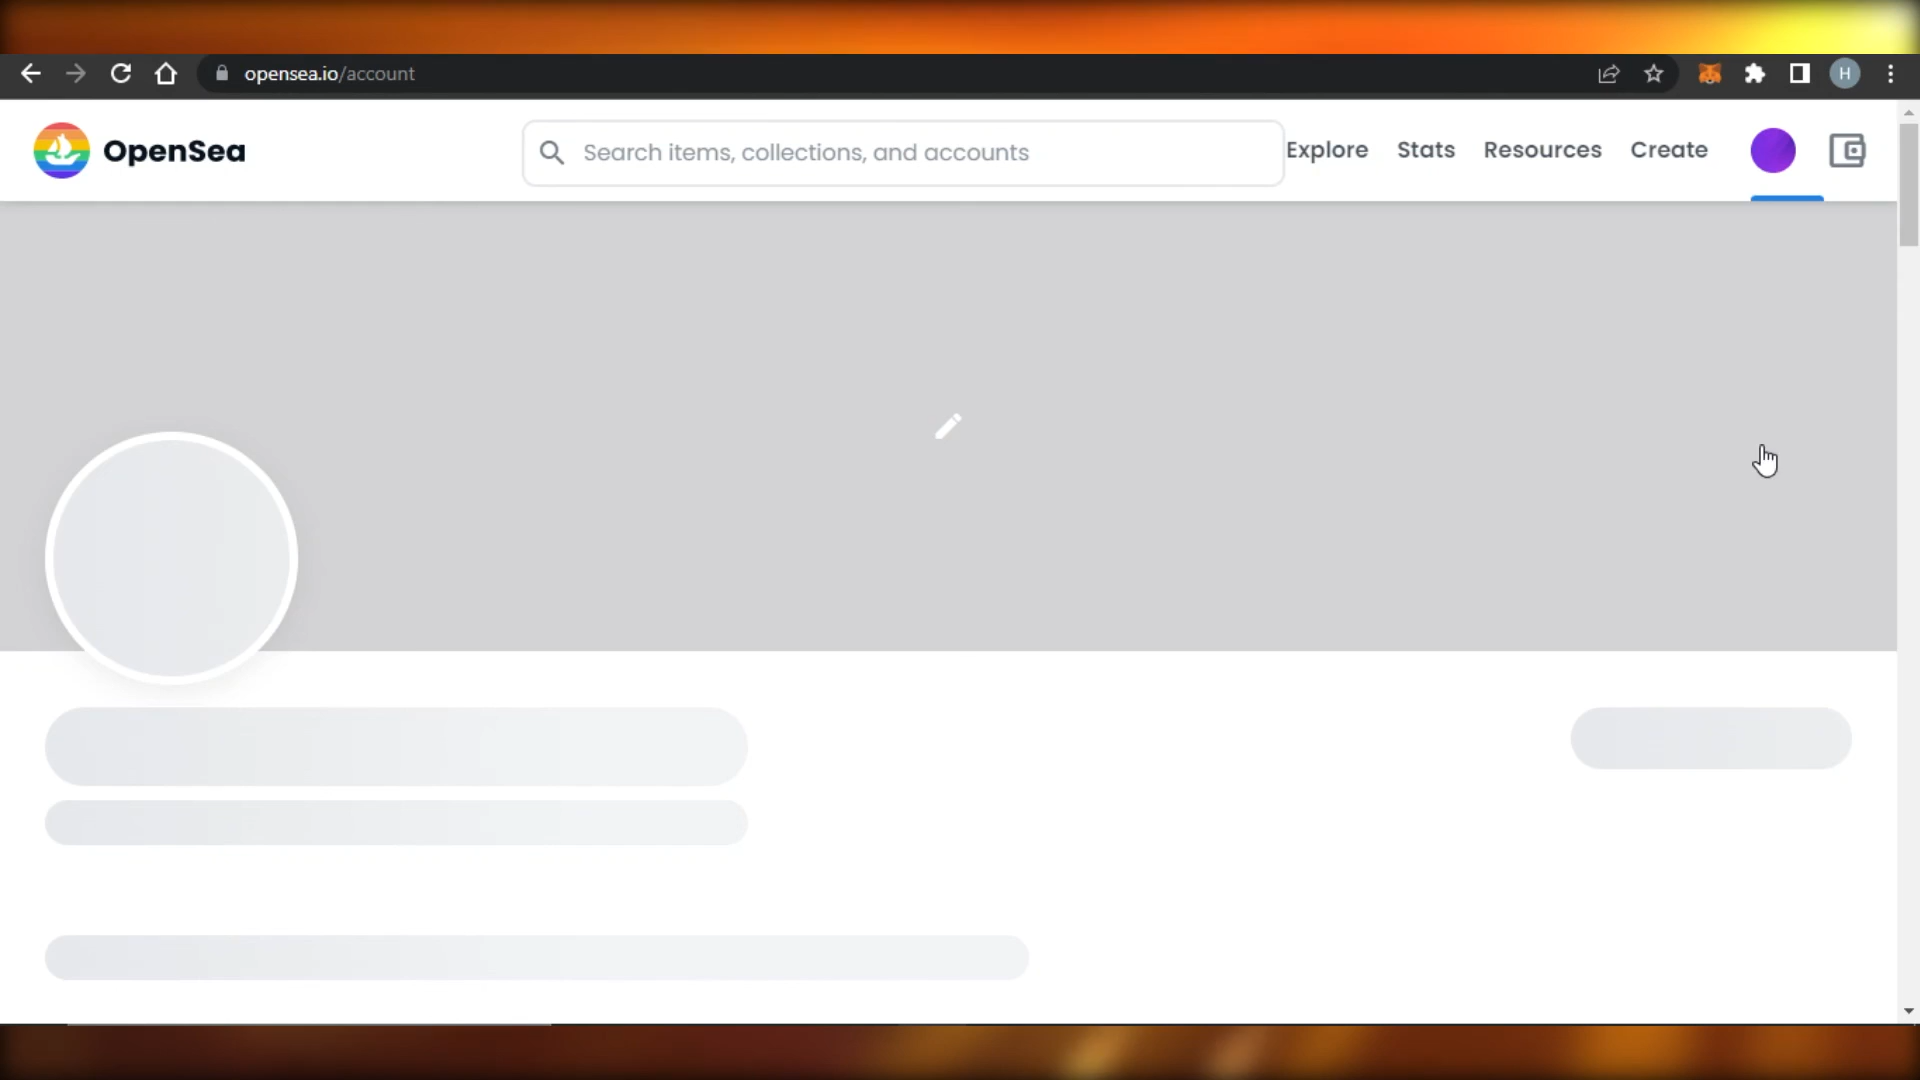 opensea.io/account
H
OpenSea
Search items, collections, and accounts
Explore
Stats
Resources
Create